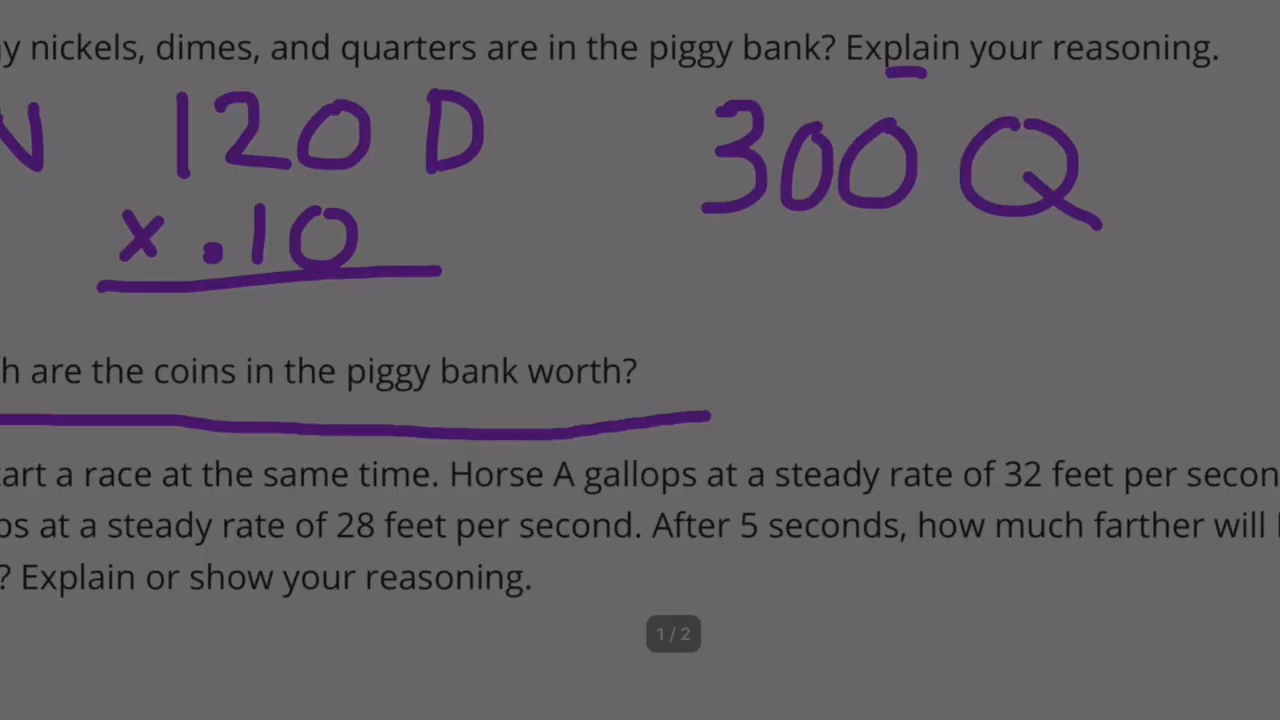 y nickels, dimes, and quarters are in the piggy bank? Explain your reasoning.
N 120 D 300 Q
x .10
h are the coins in the piggy bank worth?
tart a race at the same time. Horse A gallops at a steady rate of 32 feet per secon
ps at a steady rate of 28 feet per second. After 5 seconds, how much farther will
? Explain or show your reasoning.
1 / 2